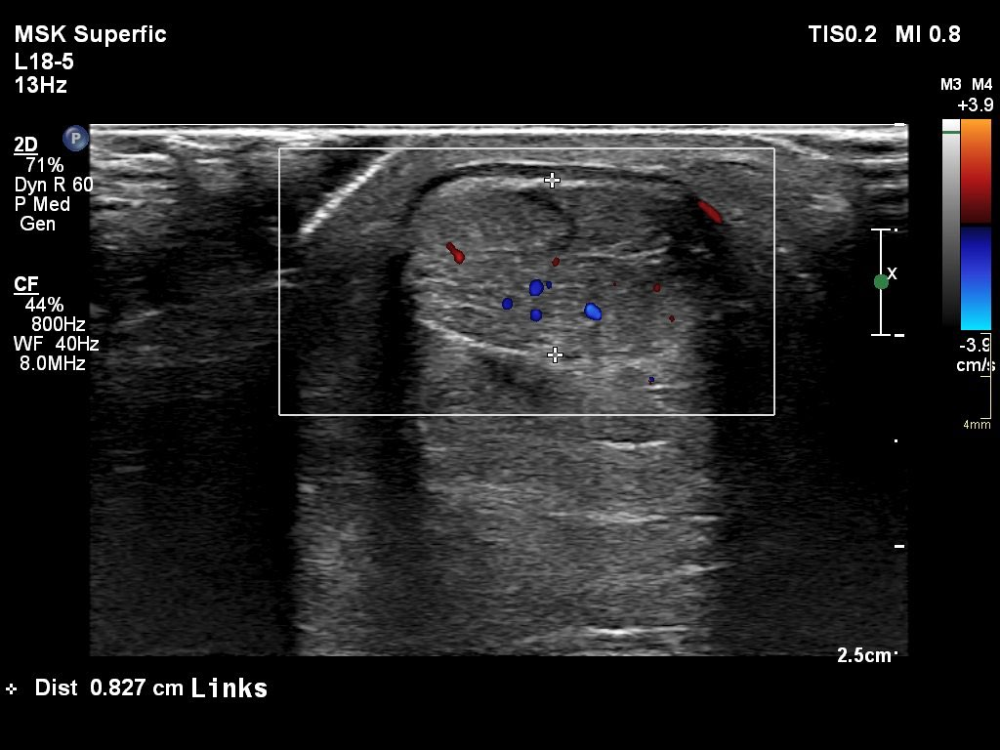 MSK Superfic
L18-5
13Hz
TIS0.2 MI 0.8
M3 M4
+3.9
P
2D
71%
Dyn R 60
P Med
Gen
CF
44%
800Hz
WF 40Hz
8.0MHz
X
-3.9
cm/s
4mm
2.5cm
Dist 0.827 cm Links